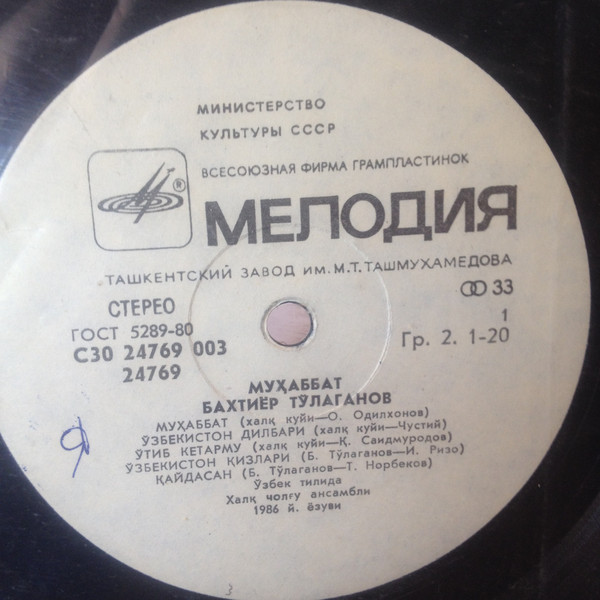 МИНИСТЕРСТВО
КУЛЬТУРЫ СССР
ВСЕСОЮЗНАЯ ФИРМА ГРАМПЛАСТИНОК
®
МЕЛОДИЯ
ТАШКЕНТСКИЙ ЗАВОД ИМ. М.Т. ТАШМУХАМЕДОВА
СТЕРЕО
33
ГОСТ 5289-80
1
С30 24769 003
Гр. 2. 1-20
24769
МУҲАББАТ
БАХТИЁР ТЎЛАГАНОВ
МУҲАББАТ (халқ куйи—О. Одилхонов)
ЎЗБЕКИСТОН ДИЛБАРИ (халқ куйи—Чустий)
ЎТИБ КЕТАРМУ (халқ куйи—Қ. Саидмуродов)
ЎЗБЕКИСТОН ҚИЗЛАРИ (Б. Тўлаганов—И. Ризо)
ҚАЙДАСАН (Б. Тўлаганов—Т. Норбеков)
Ўзбек тилида
Халқ чолғу ансамбли
1986 й. ёзуви
3